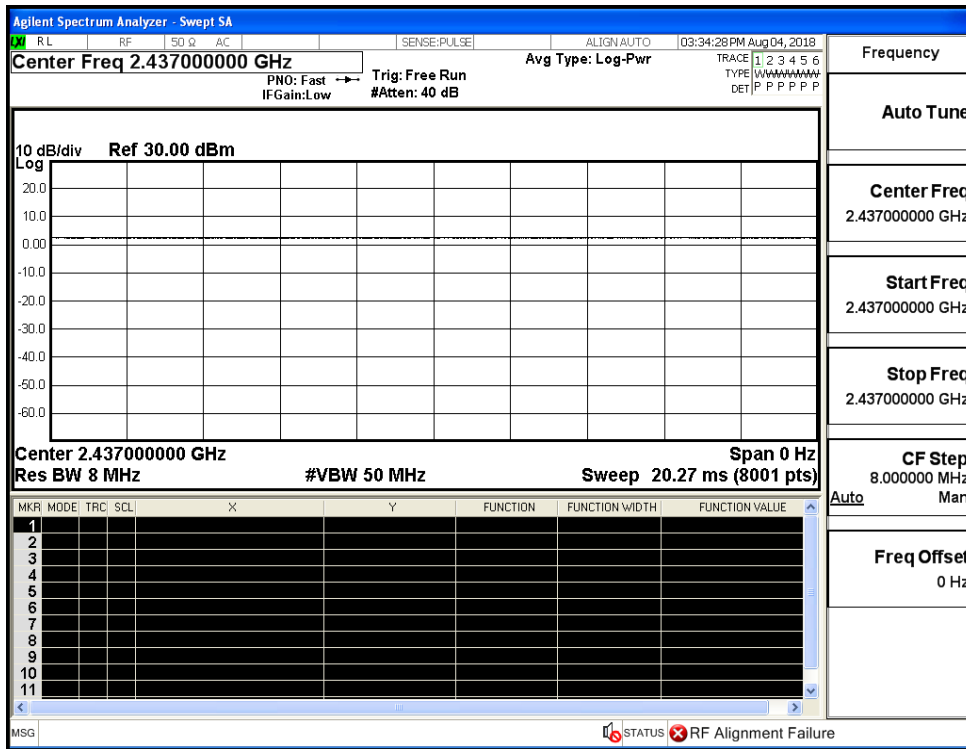 Agilent Spectrum Analyzer - Swept SA
LXI RL RF 50 Ω AC SENSE:PULSE ALIGN AUTO 03:34:28 PM Aug 04, 2018
Center Freq 2.437000000 GHz
Avg Type: Log-Pwr
TRACE 1 2 3 4 5 6
TYPE WWWWWW
DET P P P P P P
PNO: Fast
IFGain:Low
Trig: Free Run
#Atten: 40 dB
10 dB/div Ref 30.00 dBm
Log
20.0
10.0
0.00
-10.0
-20.0
-30.0
-40.0
-50.0
-60.0
Center 2.437000000 GHz Span 0 Hz
Res BW 8 MHz #VBW 50 MHz Sweep 20.27 ms (8001 pts)
MKR MODE TRC SCL X Y FUNCTION FUNCTION WIDTH FUNCTION VALUE
1
2
3
4
5
6
7
8
9
10
11
MSG STATUS RF Alignment Failure
Frequency
Auto Tune
Center Freq
2.437000000 GHz
Start Freq
2.437000000 GHz
Stop Freq
2.437000000 GHz
CF Step
8.000000 MHz
Auto Man
Freq Offset
0 Hz